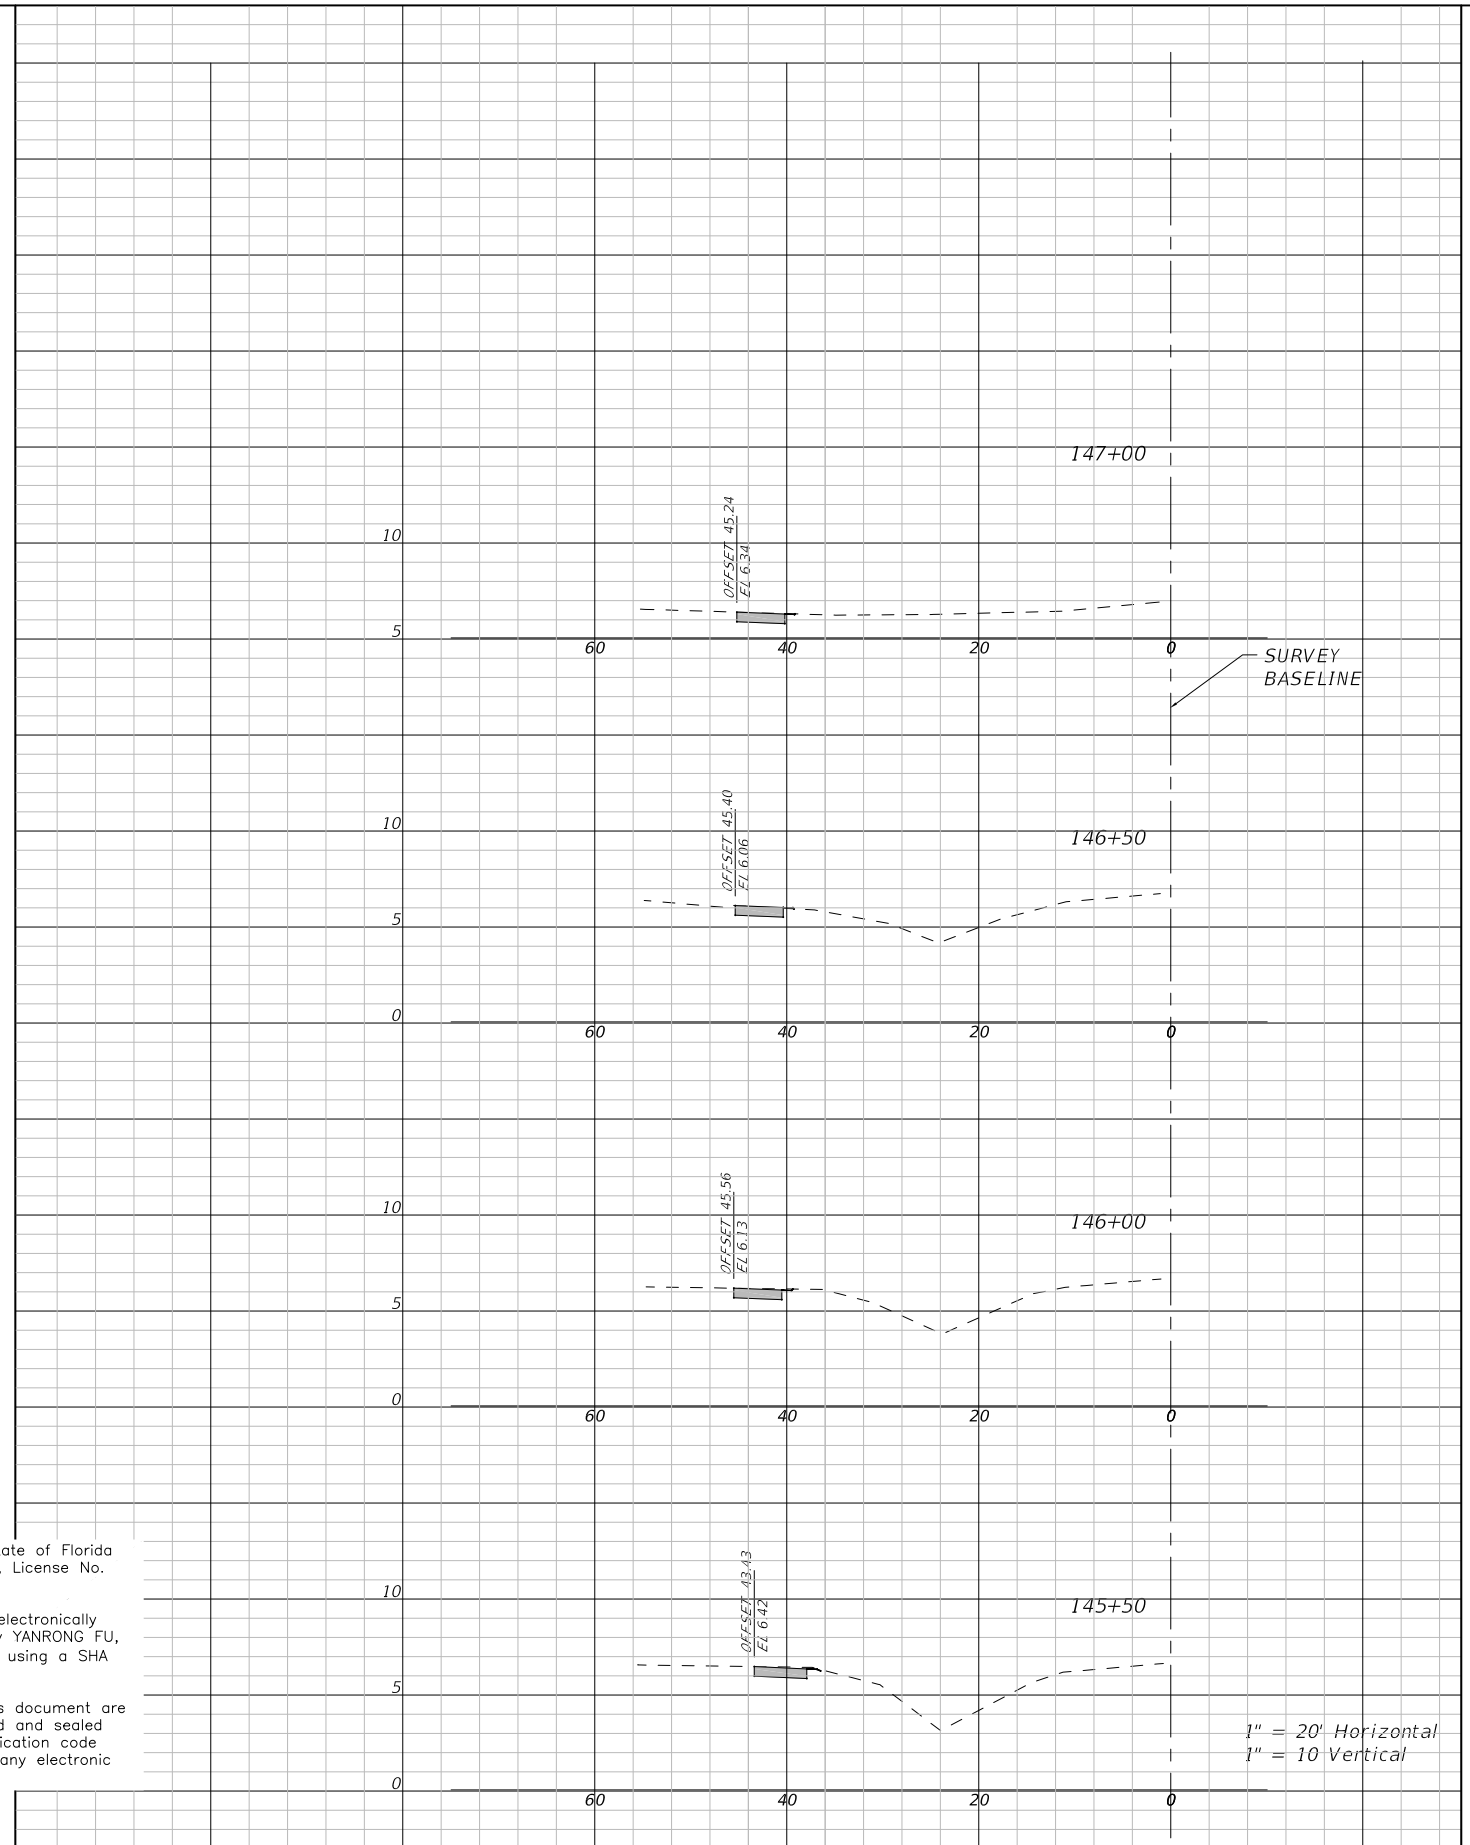 147+00
OFFSET 45.24
EL 6.34
10
5
60 40 20 0
SURVEY
BASELINE
OFFSET 45.40
EL 6.06
10
146+50
5
0
60 40 20 0
OFFSET 45.56
EL 6.13
10
146+00
5
0
60 40 20 0
ate of Florida
, License No.
electronically
YANRONG FU,
using a SHA
s document are
d and sealed
ication code
any electronic
OFFSET 43.43
EL 6.42
10
145+50
5
0
60 40 20 0
1" = 20' Horizontal
1" = 10 Vertical